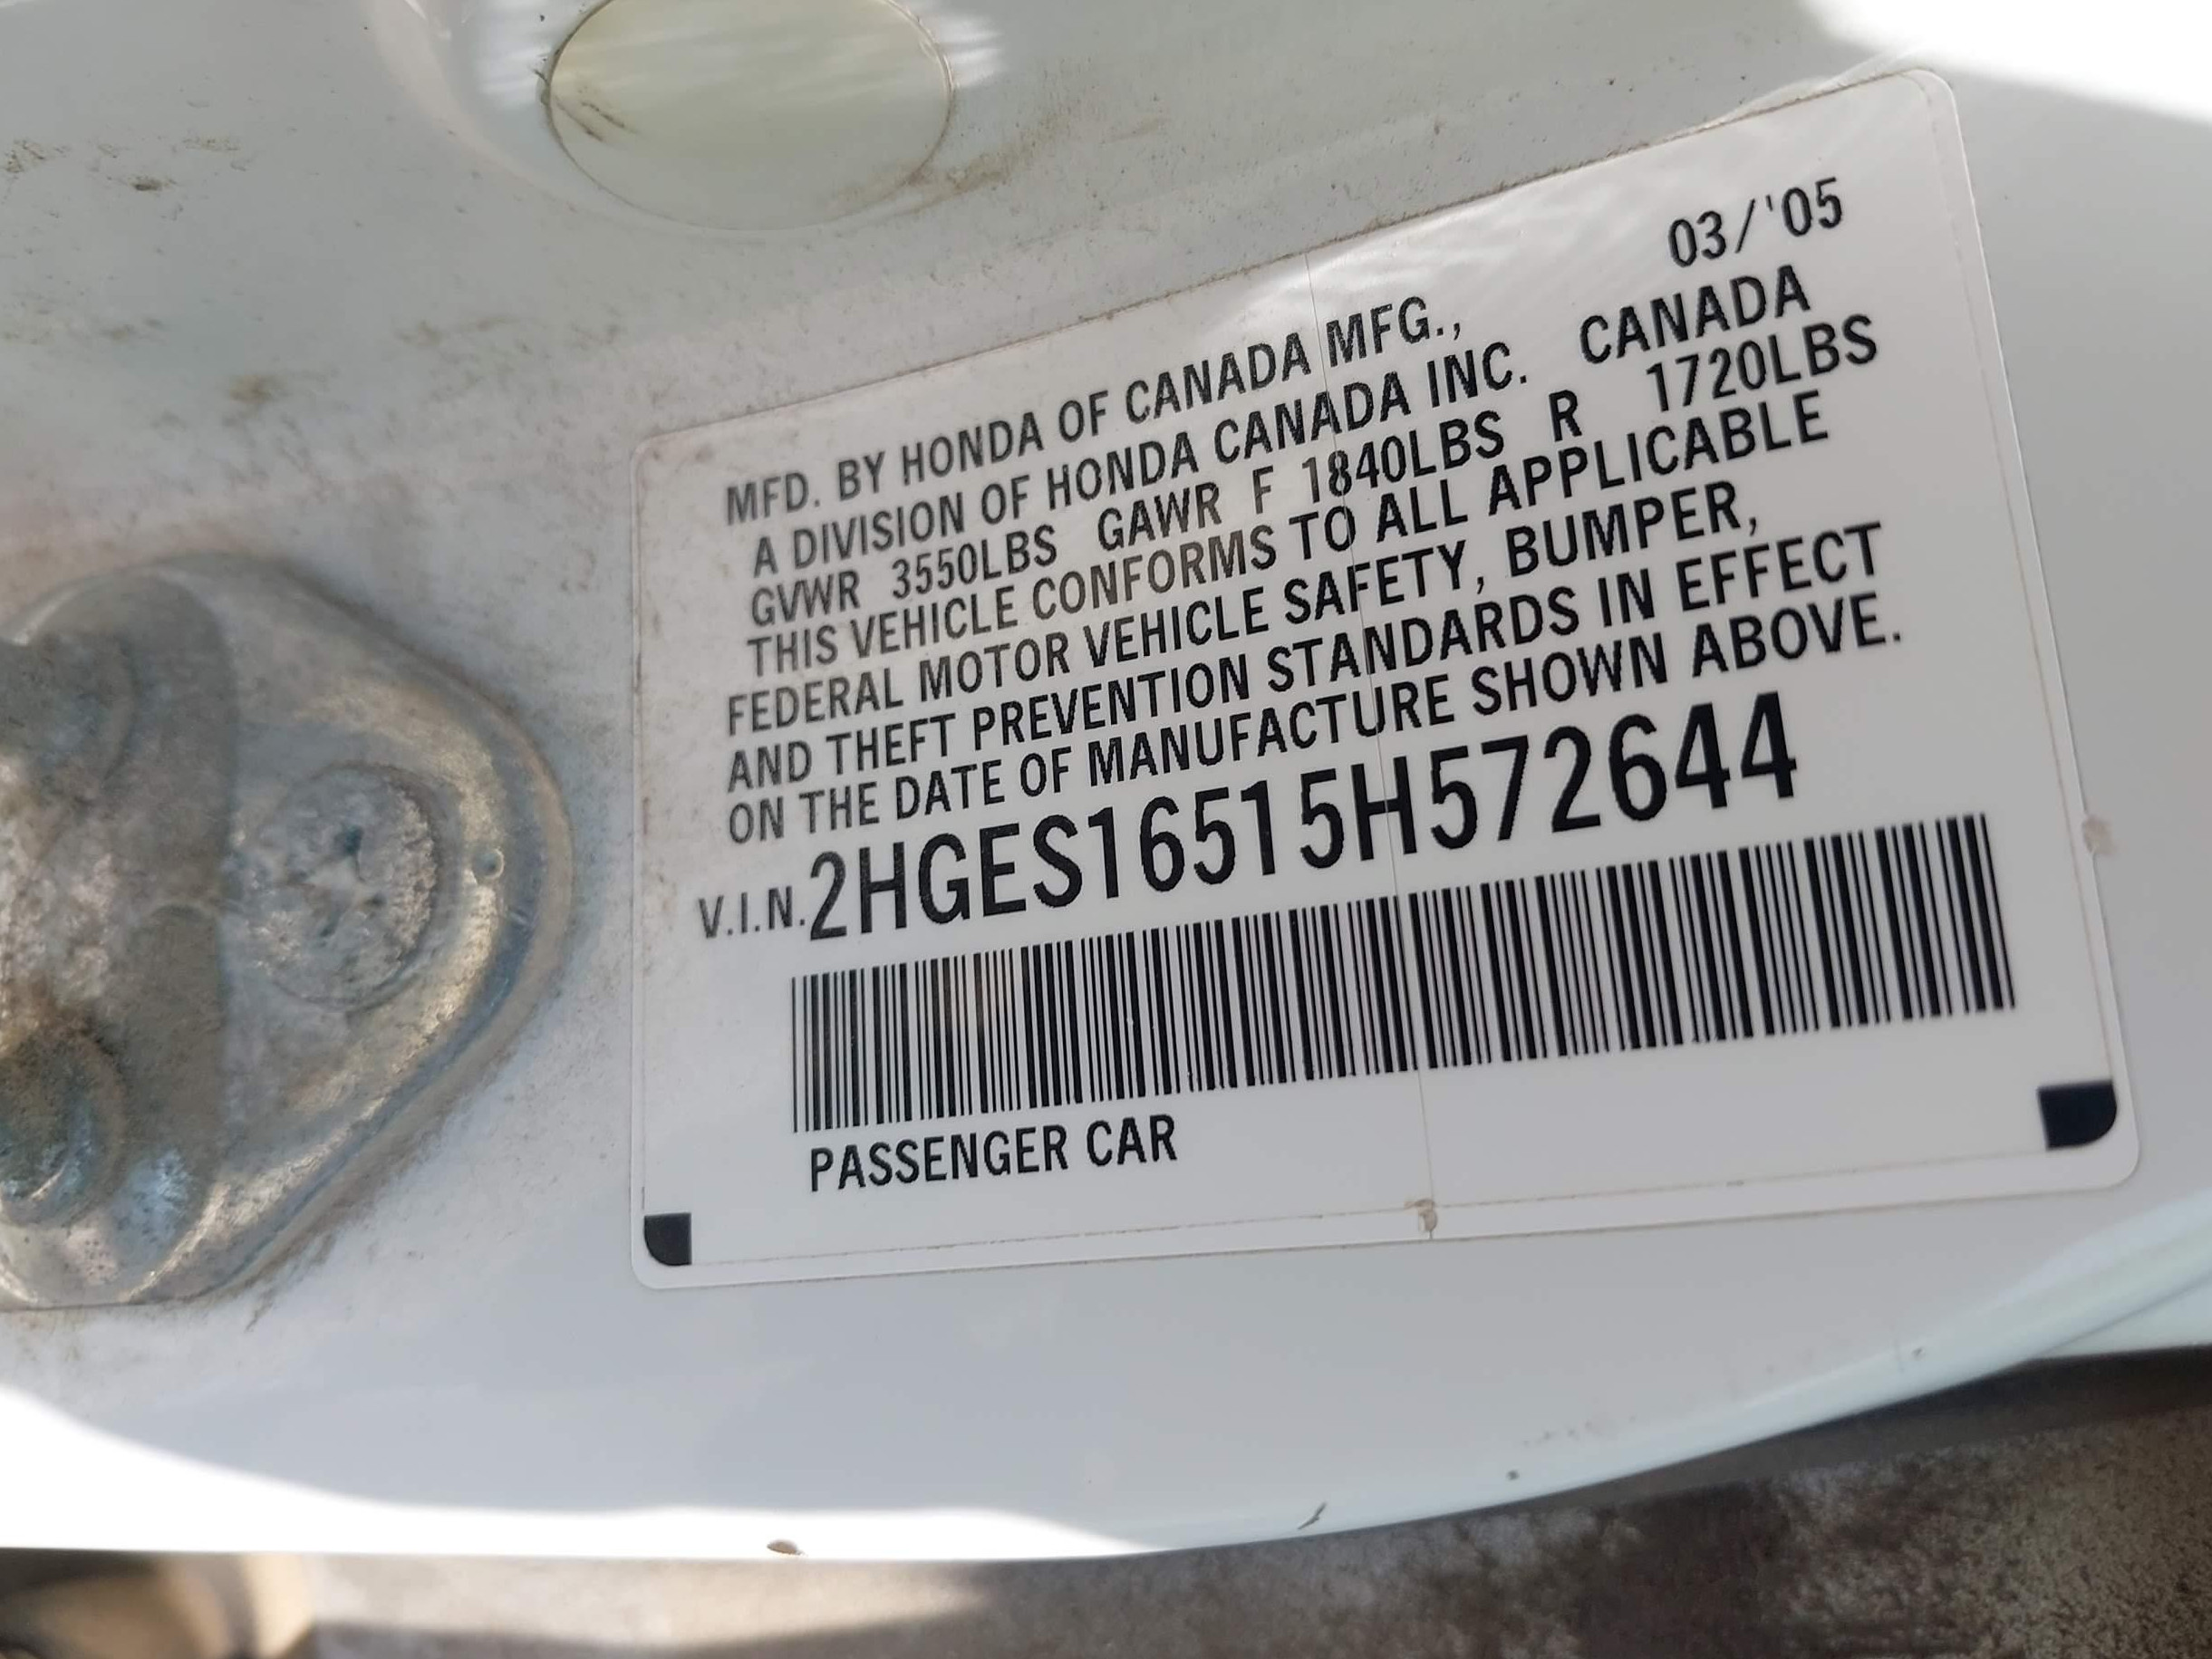 03/'05
MFD. BY HONDA OF CANADA MFG.,
A DIVISION OF HONDA CANADA INC. CANADA
GVWR 3550LBS GAWR F 1840LBS R 1720LBS
THIS VEHICLE CONFORMS TO ALL APPLICABLE
FEDERAL MOTOR VEHICLE SAFETY, BUMPER,
AND THEFT PREVENTION STANDARDS IN EFFECT
ON THE DATE OF MANUFACTURE SHOWN ABOVE.
V.I.N. 2HGES16515H572644
PASSENGER CAR